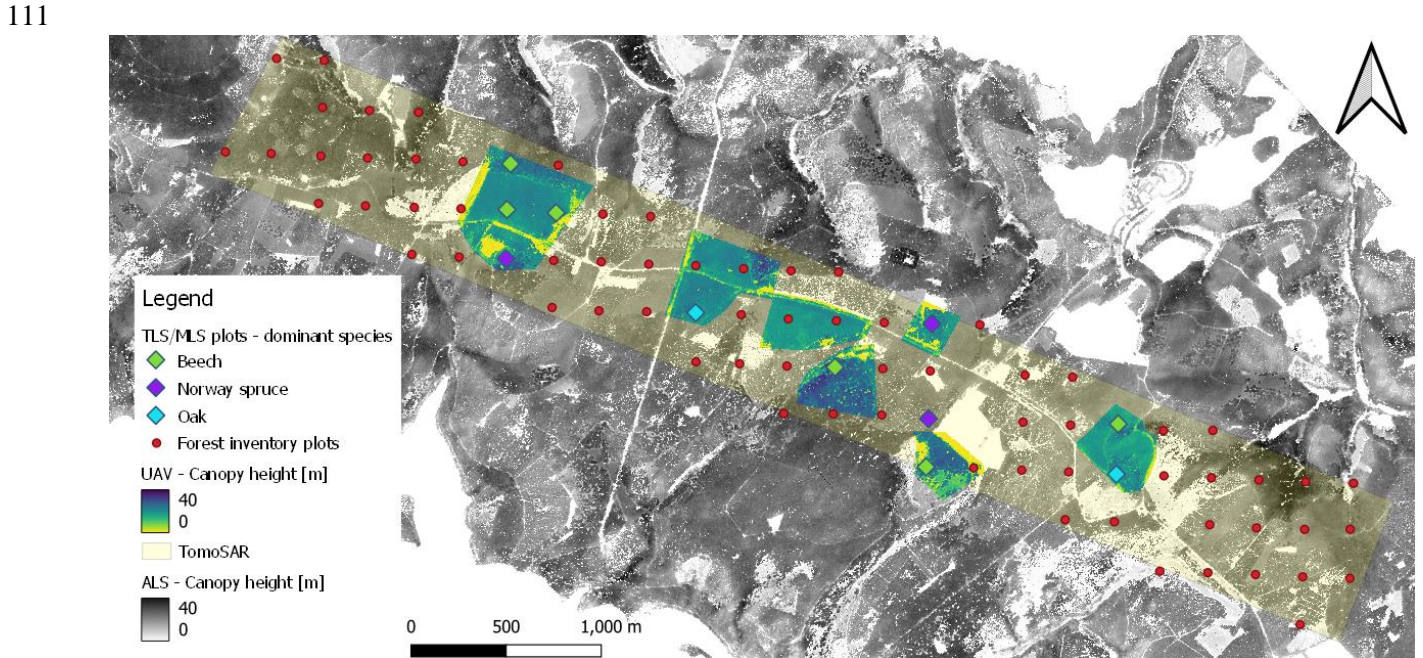 111
Legend
TLS/MLS plots - dominant species
Beech
Norway spruce
Oak
Forest inventory plots
UAV - Canopy height [m]
40
0
TomoSAR
ALS - Canopy height [m]
40
0
0 500 1,000 m